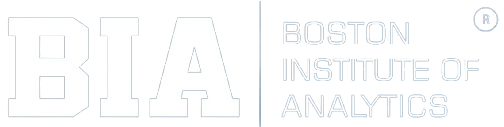 BIA
BOSTON
INSTITUTE OF
ANALYTICS
®